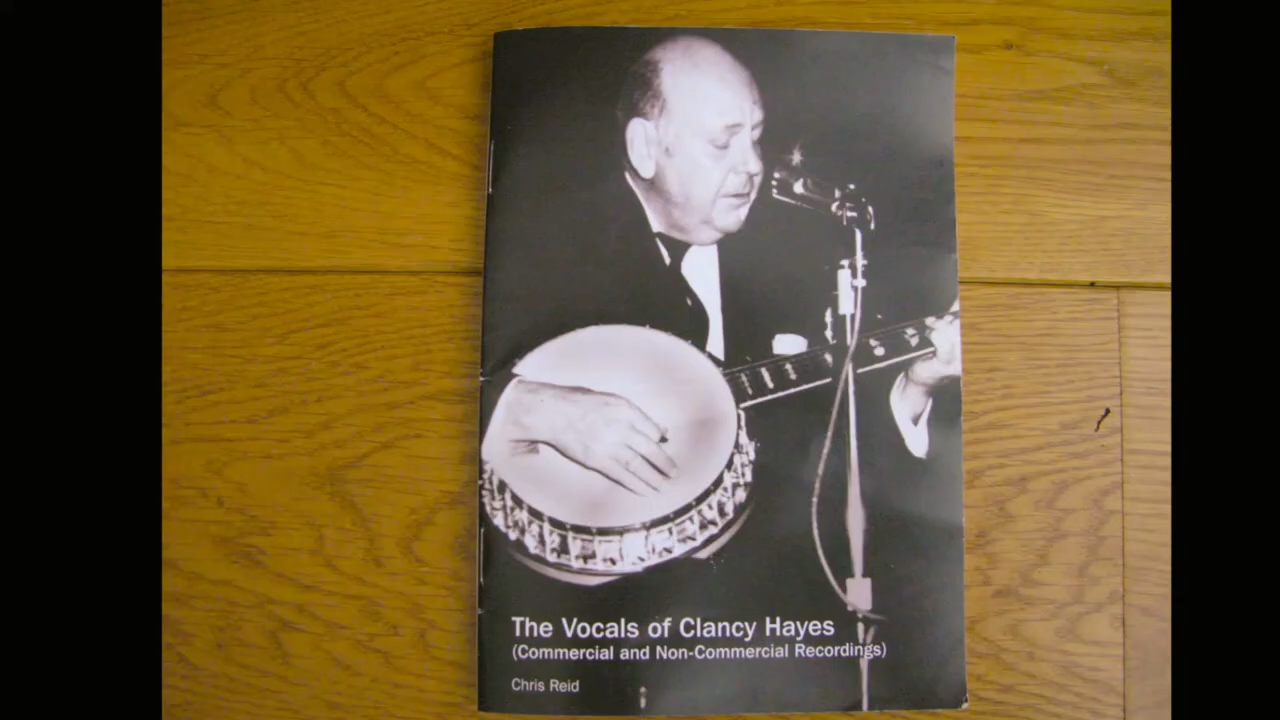 The Vocals of Clancy Hayes
(Commercial and Non-Commercial Recordings)
Chris Reid